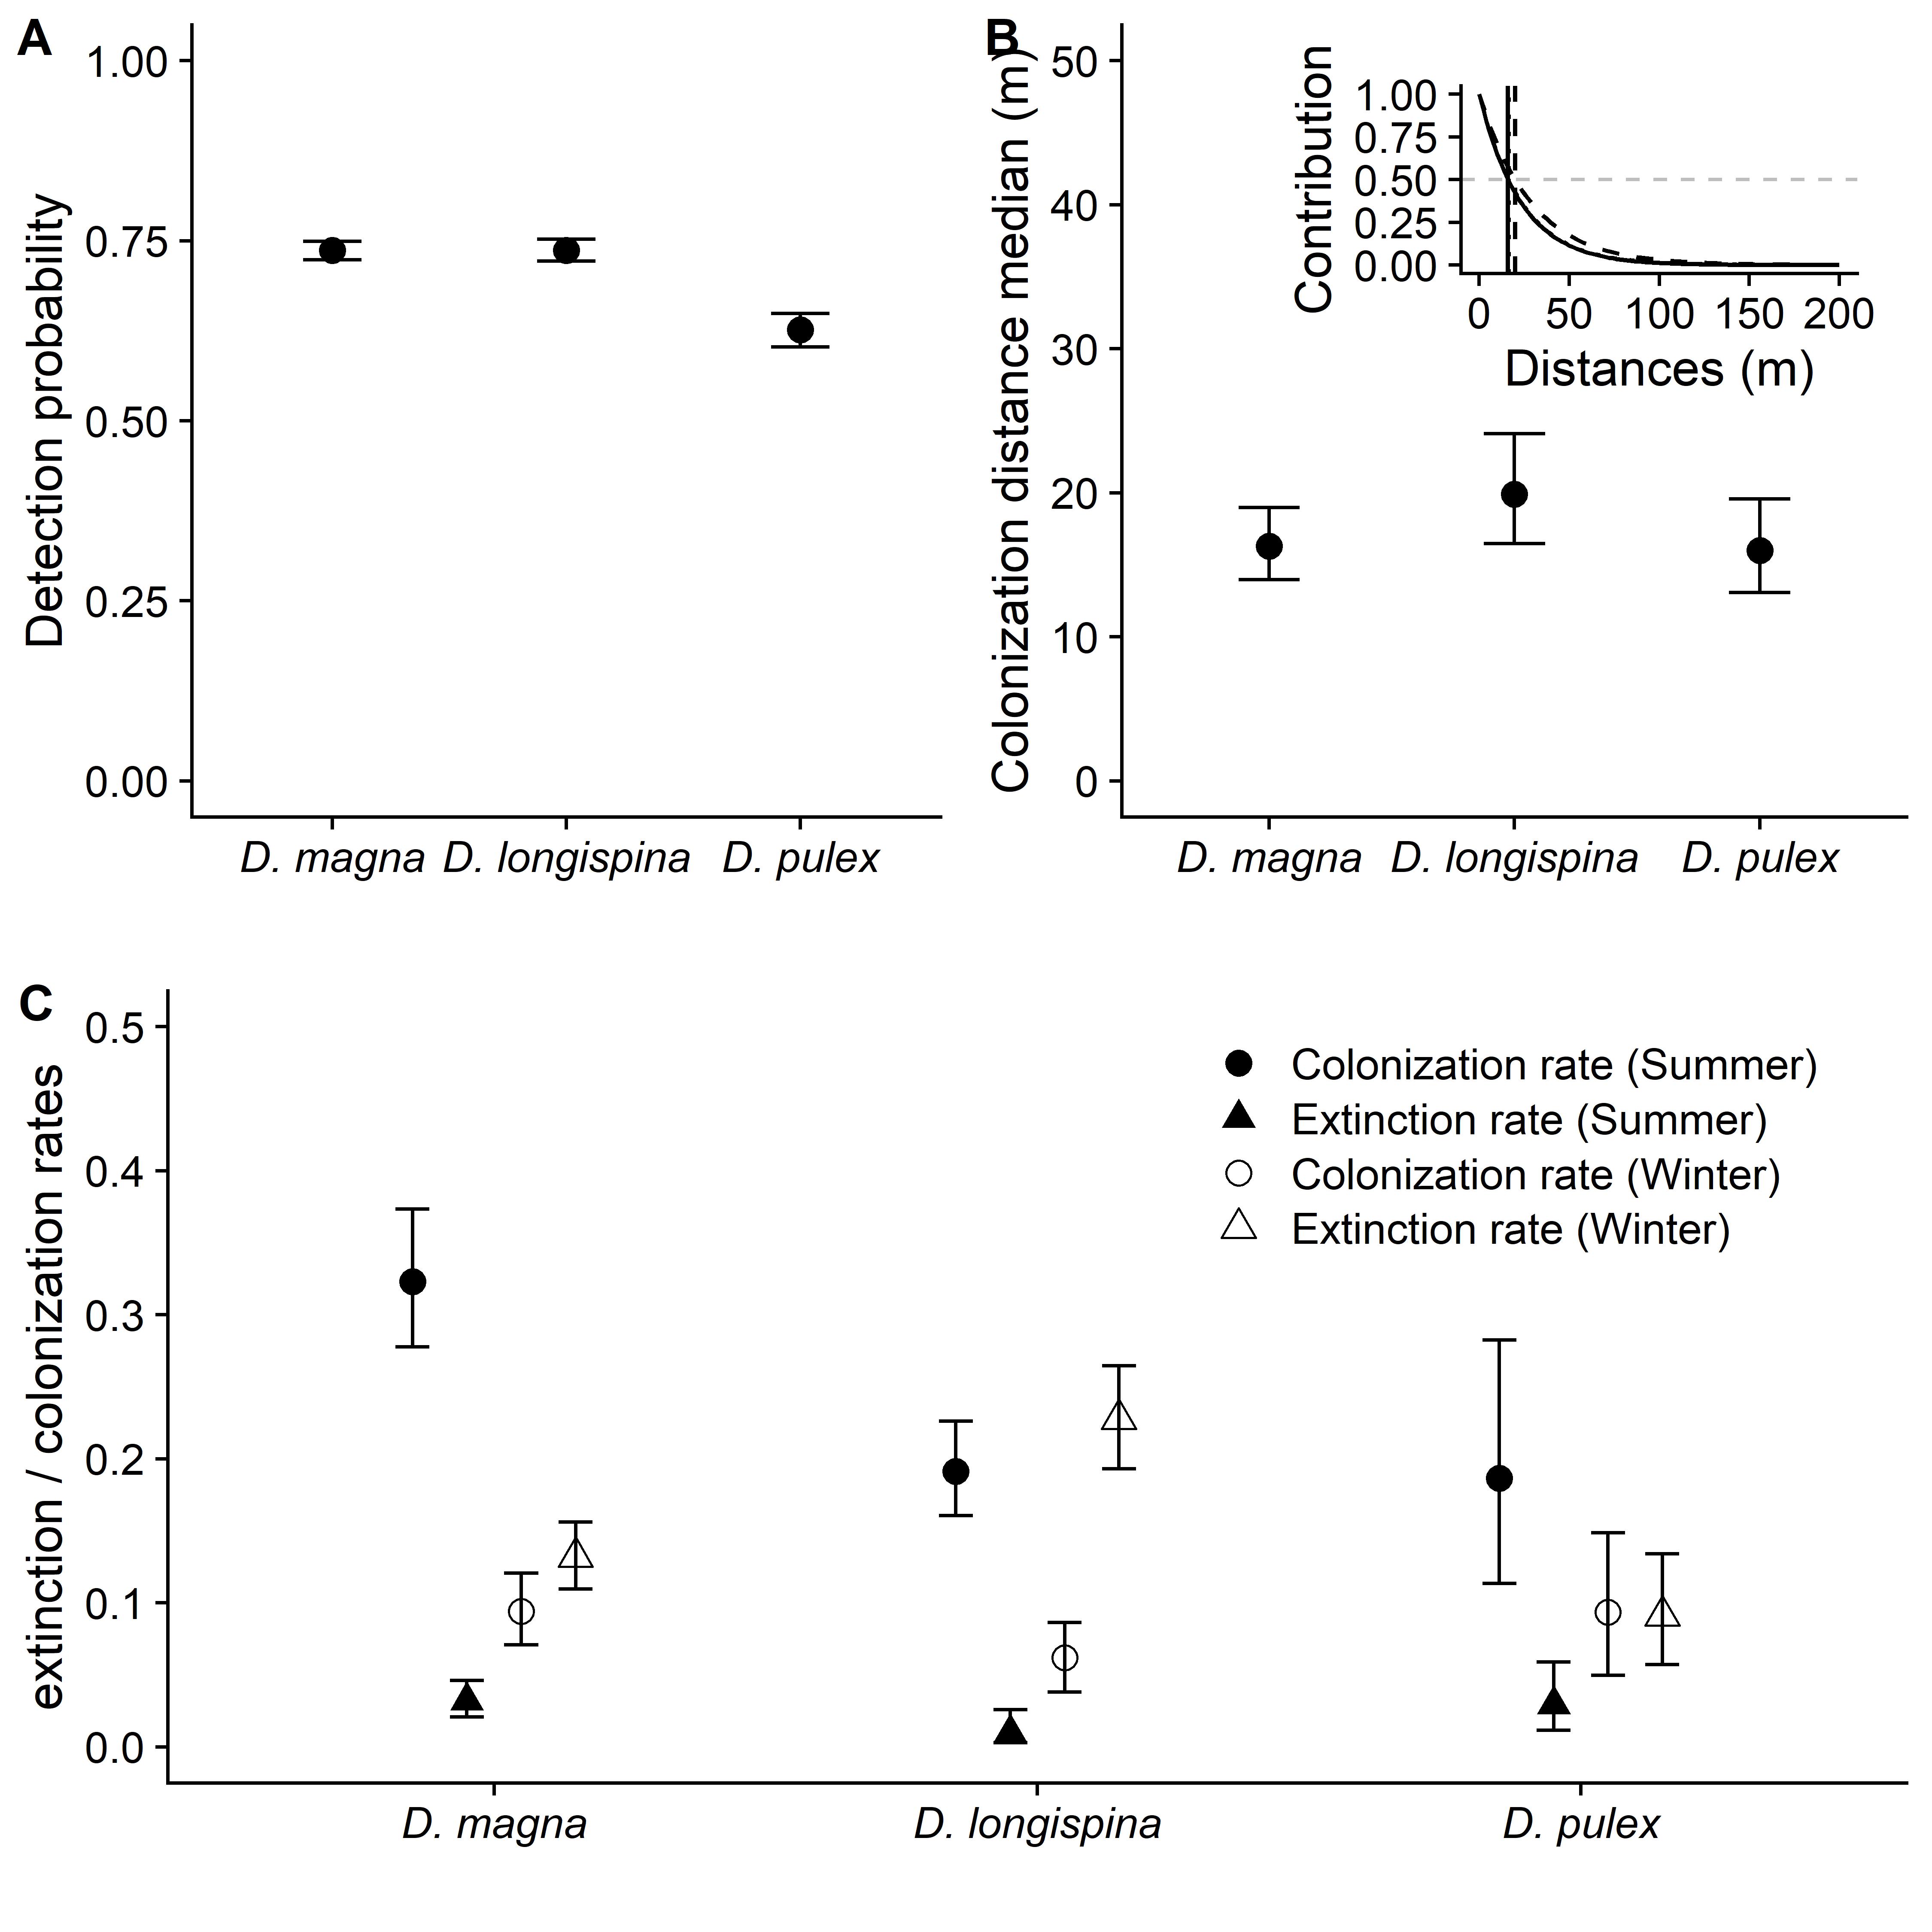 A
Detection probability
1.00
0.75
0.50
0.25
0.00
D. magna D. longispina D. pulex
B
Colonization distance median (m)
50
40
30
20
10
0
Contribution
1.00
0.75
0.50
0.25
0.00
0 50 100 150 200
Distances (m)
D. magna D. longispina D. pulex
C
extinction / colonization rates
0.5
0.4
0.3
0.2
0.1
0.0
Colonization rate (Summer)
Extinction rate (Summer)
Colonization rate (Winter)
Extinction rate (Winter)
D. magna D. longispina D. pulex